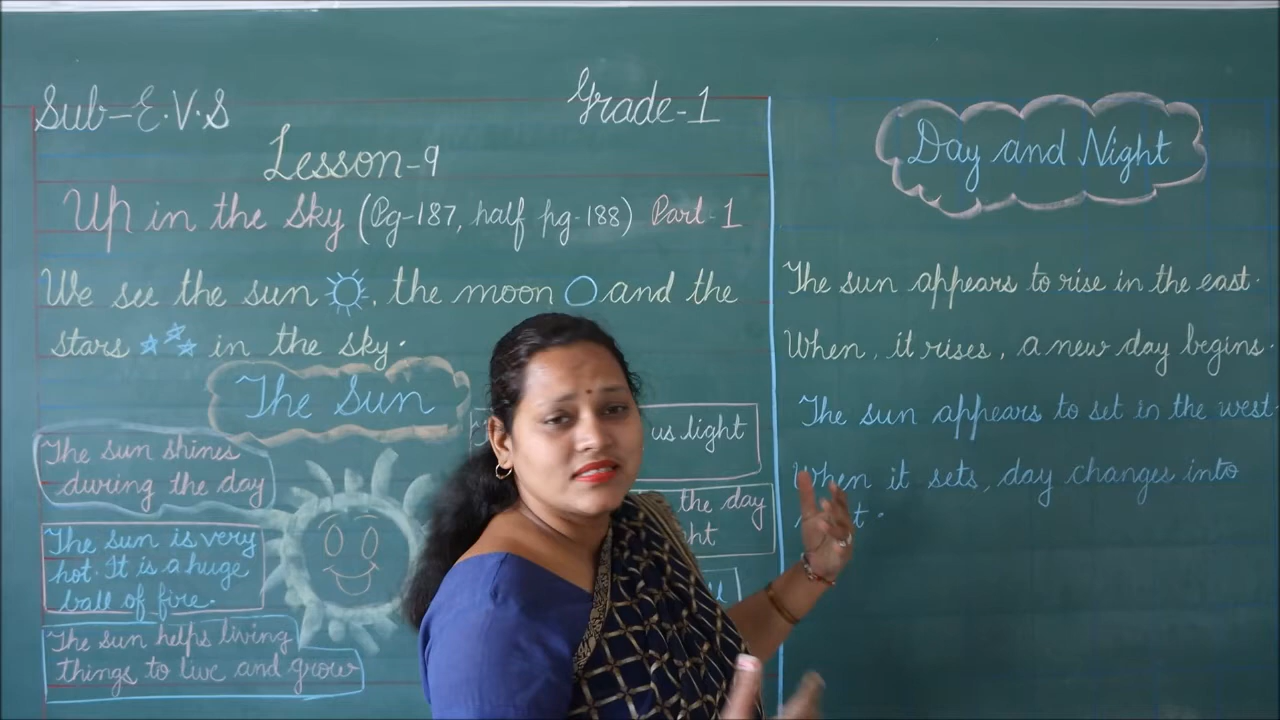 Sub-E.V.S
Grade-1
Lesson-9
Up in the Sky (Pg-187, half pg-188) Part-1
We see the sun , the moon and the
stars in the sky.
The Sun
The sun shines
during the day
The sun is very
hot. It is a huge
ball of fire.
The sun helps living
things to live and grow
us light
the day
Day and Night
The sun appears to rise in the east.
When, it rises, a new day begins.
The sun appears to set in the west.
When it sets, day changes into